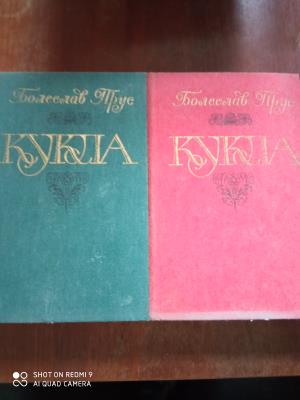 Болеслав Прус
КУКЛА
Болеслав Прус
КУКЛА
SHOT ON REDMI 9
AI QUAD CAMERA